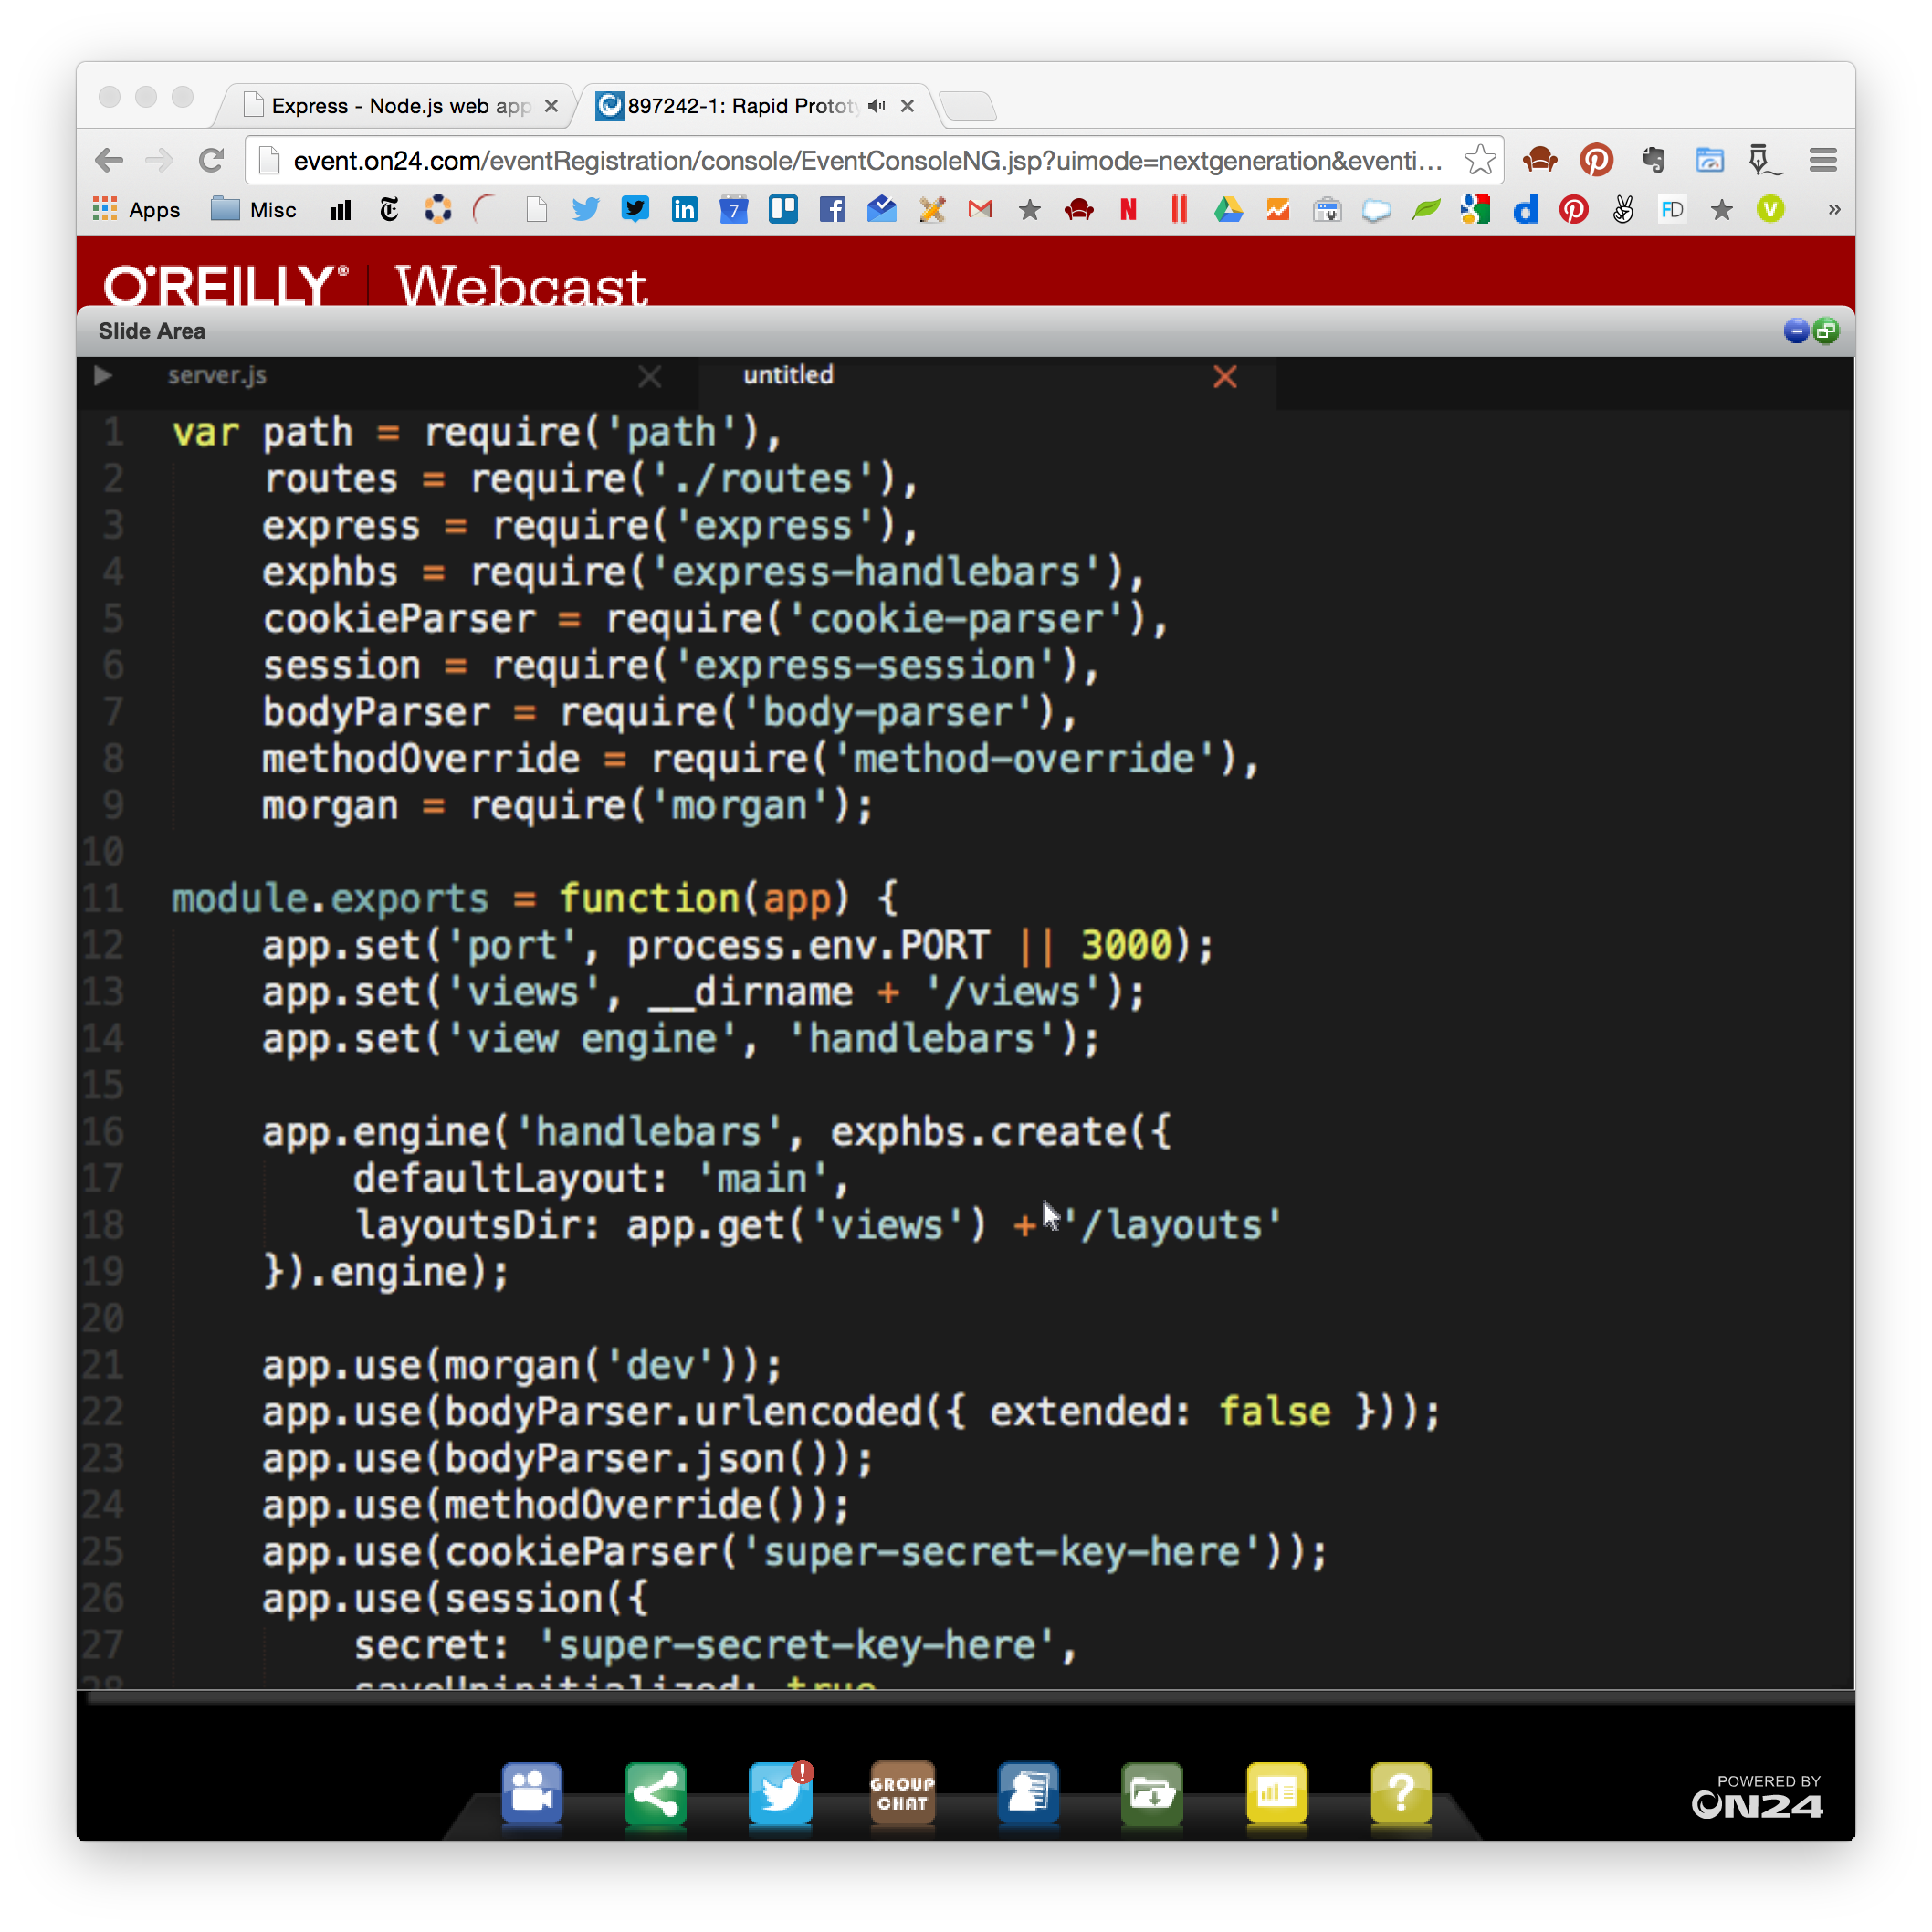 Express - Node.js web app
897242-1: Rapid Protot
event.on24.com/eventRegistration/console/EventConsoleNG.jsp?uimode=nextgeneration&eventi...
Apps Misc 7 N d FD V »
O'REILLY® Webcast
Slide Area
server.js untitled
1 var path = require('path'),
2 routes = require('./routes'),
3 express = require('express'),
4 exphbs = require('express-handlebars'),
5 cookieParser = require('cookie-parser'),
6 session = require('express-session'),
7 bodyParser = require('body-parser'),
8 methodOverride = require('method-override'),
9 morgan = require('morgan');
10
11 module.exports = function(app) {
12 app.set('port', process.env.PORT || 3000);
13 app.set('views', __dirname + '/views');
14 app.set('view engine', 'handlebars');
15
16 app.engine('handlebars', exphbs.create({
17 defaultLayout: 'main',
18 layoutsDir: app.get('views') + '/layouts'
19 }).engine);
20
21 app.use(morgan('dev'));
22 app.use(bodyParser.urlencoded({ extended: false }));
23 app.use(bodyParser.json());
24 app.use(methodOverride());
25 app.use(cookieParser('super-secret-key-here'));
26 app.use(session({
27 secret: 'super-secret-key-here',
28 saveUninitialized: true
GROUP
CHAT
?
POWERED BY
ON24